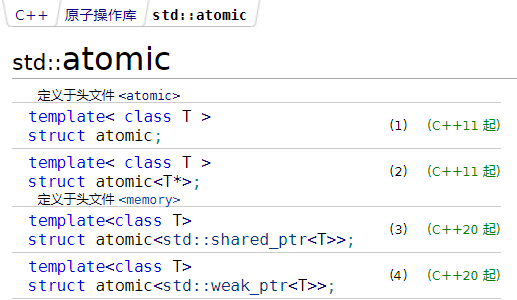 C++ 原子操作库 std::atomic
std::atomic
定义于头文件 <atomic>
template< class T >
struct atomic; (1) (C++11 起)
template< class T >
struct atomic<T*>; (2) (C++11 起)
定义于头文件 <memory>
template<class T>
struct atomic<std::shared_ptr<T>>; (3) (C++20 起)
template<class T>
struct atomic<std::weak_ptr<T>>; (4) (C++20 起)